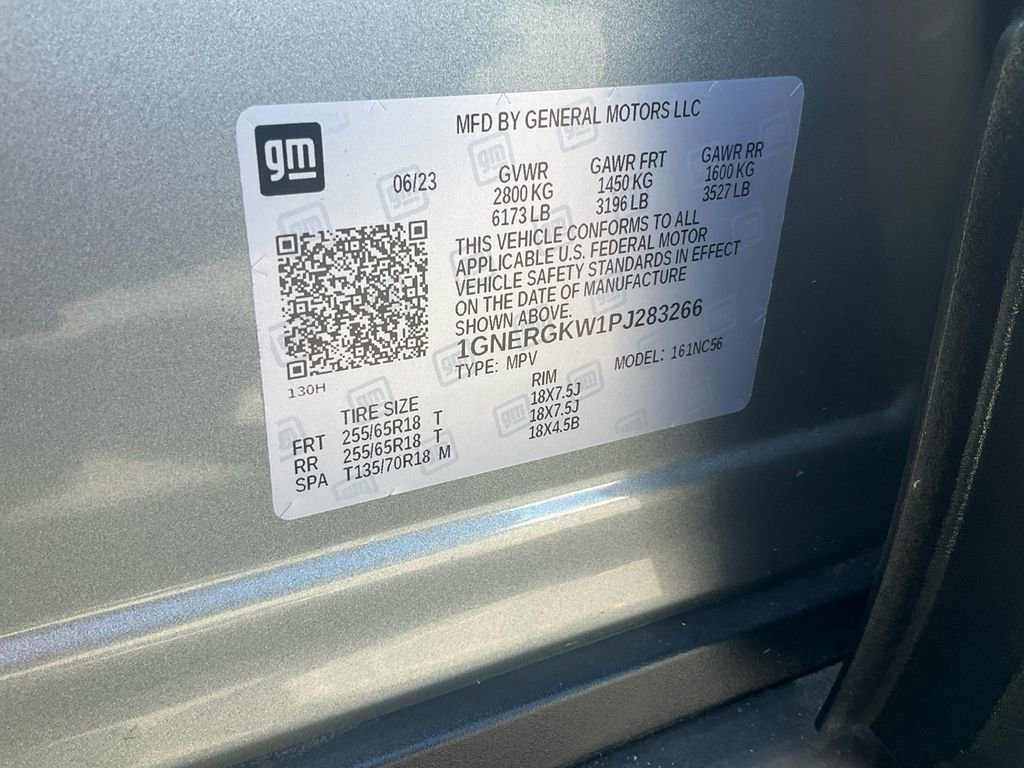 gm
MFD BY GENERAL MOTORS LLC
06/23
GVWR
2800 KG
6173 LB
GAWR FRT
1450 KG
3196 LB
GAWR RR
1600 KG
3527 LB
THIS VEHICLE CONFORMS TO ALL
APPLICABLE U.S. FEDERAL MOTOR
VEHICLE SAFETY STANDARDS IN EFFECT
ON THE DATE OF MANUFACTURE
SHOWN ABOVE.
1GNERGKW1PJ283266
TYPE: MPV MODEL: 161NC56
130H
TIRE SIZE RIM
FRT 255/65R18 T 18X7.5J
RR 255/65R18 T 18X7.5J
SPA T135/70R18 M 18X4.5B